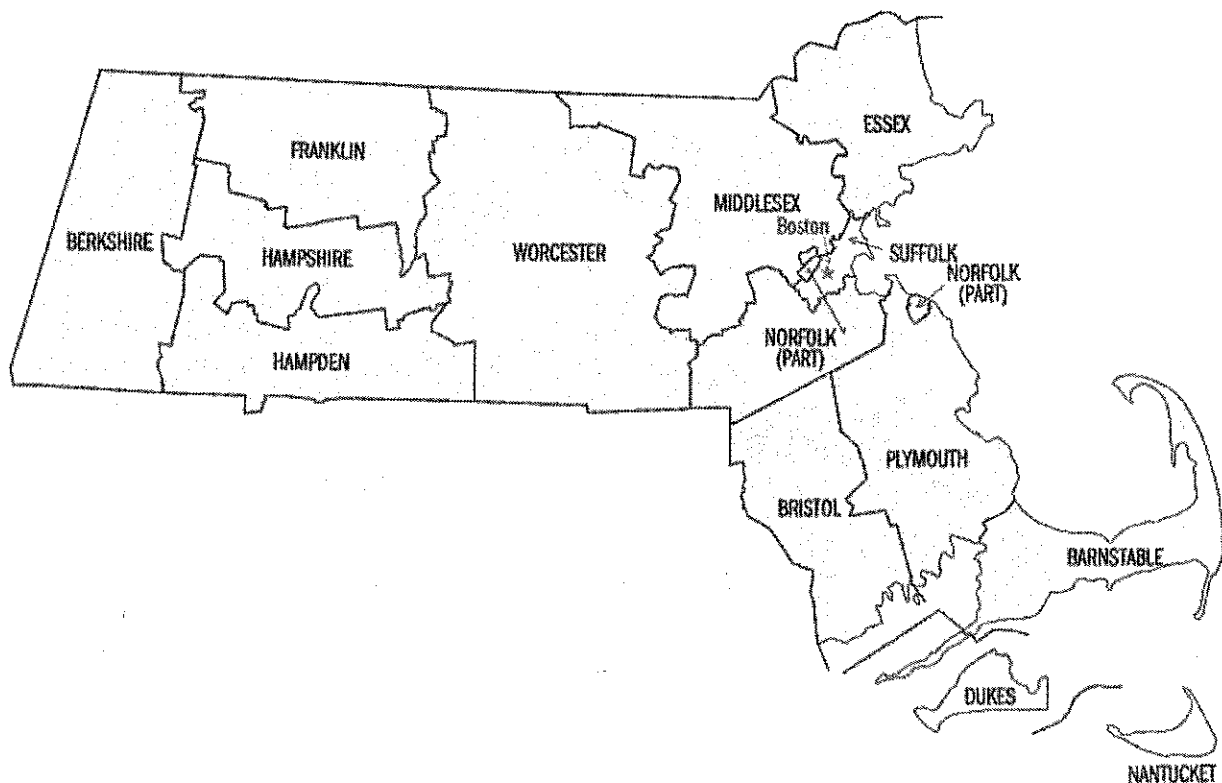 ESSEX
FRANKLIN
MIDDLESEX
Boston
BERKSHIRE
HAMPSHIRE
WORCESTER
SUFFOLK
NORFOLK
(PART)
NORFOLK
(PART)
HAMPDEN
PLYMOUTH
BRISTOL
BARNSTABLE
DUKES
NANTUCKET